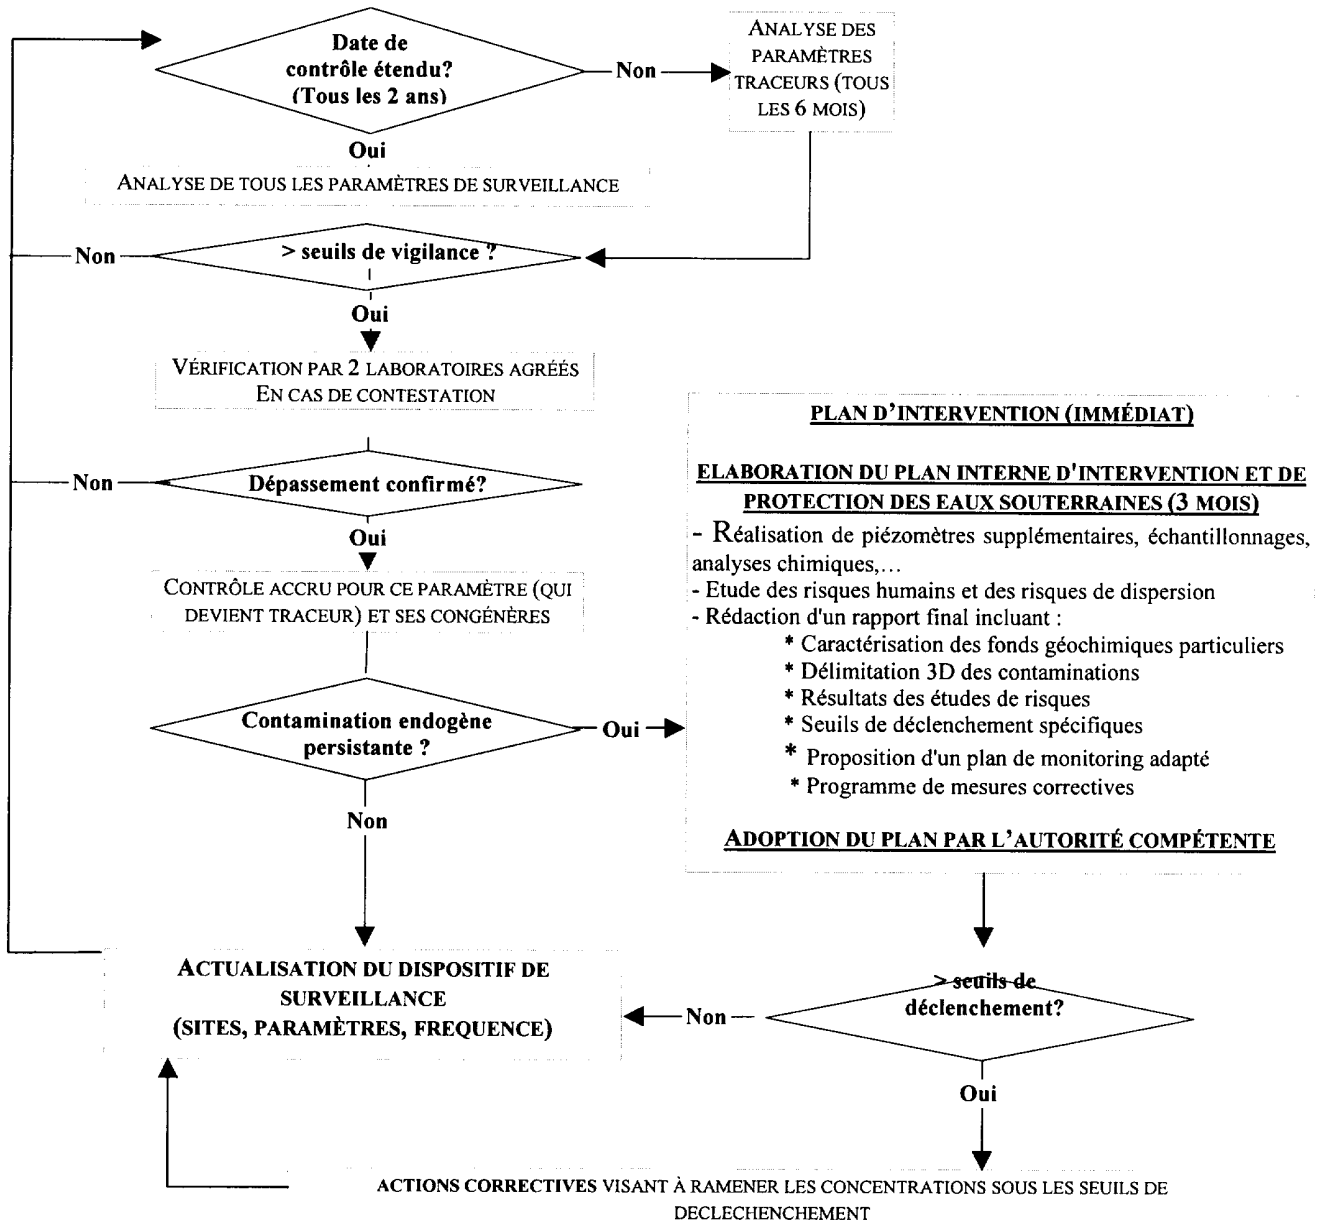 Date de
contrôle étendu?
(Tous les 2 ans)
Non
ANALYSE DES
PARAMÈTRES
TRACEURS (TOUS
LES 6 MOIS)
Oui
ANALYSE DE TOUS LES PARAMÈTRES DE SURVEILLANCE
Non
> seuils de vigilance ?
Oui
VÉRIFICATION PAR 2 LABORATOIRES AGRÉÉS
EN CAS DE CONTESTATION
Non
Dépassement confirmé?
Oui
CONTRÔLE ACCRU POUR CE PARAMÈTRE (QUI
DEVIENT TRACEUR) ET SES CONGÉNÈRES
Contamination endogène
persistante ?
Oui
Non
PLAN D'INTERVENTION (IMMÉDIAT)
ELABORATION DU PLAN INTERNE D'INTERVENTION ET DE
PROTECTION DES EAUX SOUTERRAINES (3 MOIS)
- Réalisation de piézomètres supplémentaires, échantillonnages,
analyses chimiques,...
- Etude des risques humains et des risques de dispersion
- Rédaction d'un rapport final incluant :
* Caractérisation des fonds géochimiques particuliers
* Délimitation 3D des contaminations
* Résultats des études de risques
* Seuils de déclenchement spécifiques
* Proposition d'un plan de monitoring adapté
* Programme de mesures correctives
ADOPTION DU PLAN PAR L'AUTORITÉ COMPÉTENTE
ACTUALISATION DU DISPOSITIF DE
SURVEILLANCE
(SITES, PARAMÈTRES, FREQUENCE)
Non
> seuils de
déclenchement?
Oui
ACTIONS CORRECTIVES VISANT À RAMENER LES CONCENTRATIONS SOUS LES SEUILS DE
DECLECHENCHEMENT